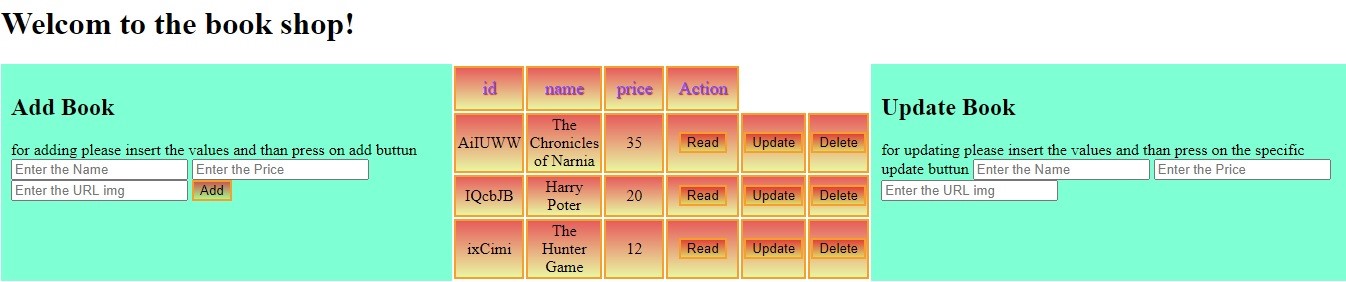 Welcom to the book shop!
Add Book
for adding please insert the values and than press on add buttun
Enter the Name Enter the Price
Enter the URL img Add
id name price Action
AiIUWW The Chronicles of Narnia 35 Read Update Delete
IQcbJB Harry Poter 20 Read Update Delete
ixCimi The Hunter Game 12 Read Update Delete
Update Book
for updating please insert the values and than press on the specific
update buttun Enter the Name Enter the Price
Enter the URL img